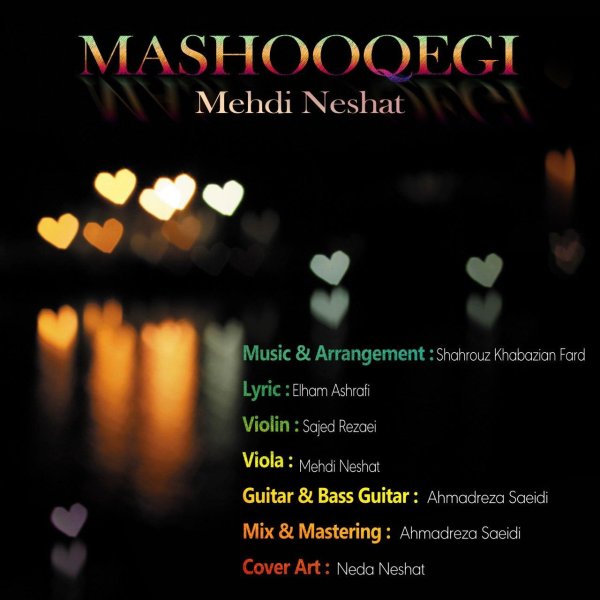 MASHOOQEGI
Mehdi Neshat
Music & Arrangement : Shahrouz Khabazian Fard
Lyric : Elham Ashrafi
Violin : Sajed Rezaei
Viola : Mehdi Neshat
Guitar & Bass Guitar : Ahmadreza Saeidi
Mix & Mastering : Ahmadreza Saeidi
Cover Art : Neda Neshat